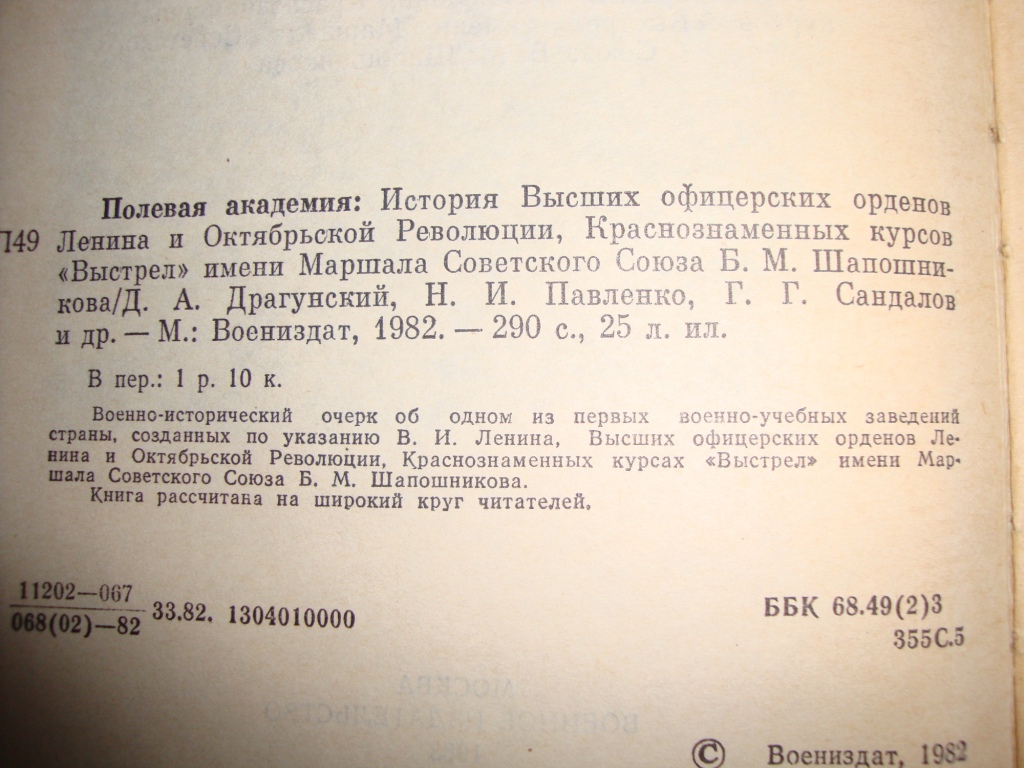 Полевая академия: История Высших офицерских орденов
П49 Ленина и Октябрьской Революции, Краснознаменных курсов
«Выстрел» имени Маршала Советского Союза Б. М. Шапошни-
кова/Д. А. Драгунский, Н. И. Павленко, Г. Г. Сандалов
и др. — М.: Воениздат, 1982. — 290 с., 25 л. ил.
В пер.: 1 р. 10 к.
Военно-исторический очерк об одном из первых военно-учебных заведений
страны, созданных по указанию В. И. Ленина, Высших офицерских орденов Ле-
нина и Октябрьской Революции, Краснознаменных курсах «Выстрел» имени Мар-
шала Советского Союза Б. М. Шапошникова.
Книга рассчитана на широкий круг читателей.
11202—067
068(02)—82 33.82. 1304010000
ББК 68.49(2)3
355С.5
МОСКВА
ВОЕННОЕ ИЗДАТЕЛЬСТВО
© Воениздат, 1982